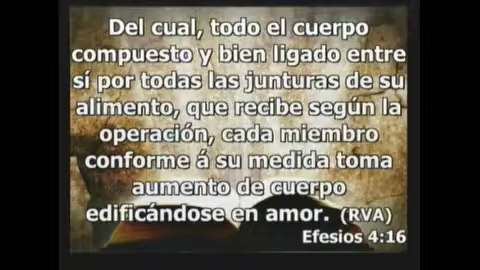 Del cual, todo el cuerpo
compuesto y bien ligado entre
sí por todas las junturas de su
alimento, que recibe según la
operación, cada miembro
conforme á su medida toma
aumento de cuerpo
edificándose en amor. (RVA)
Efesios 4:16